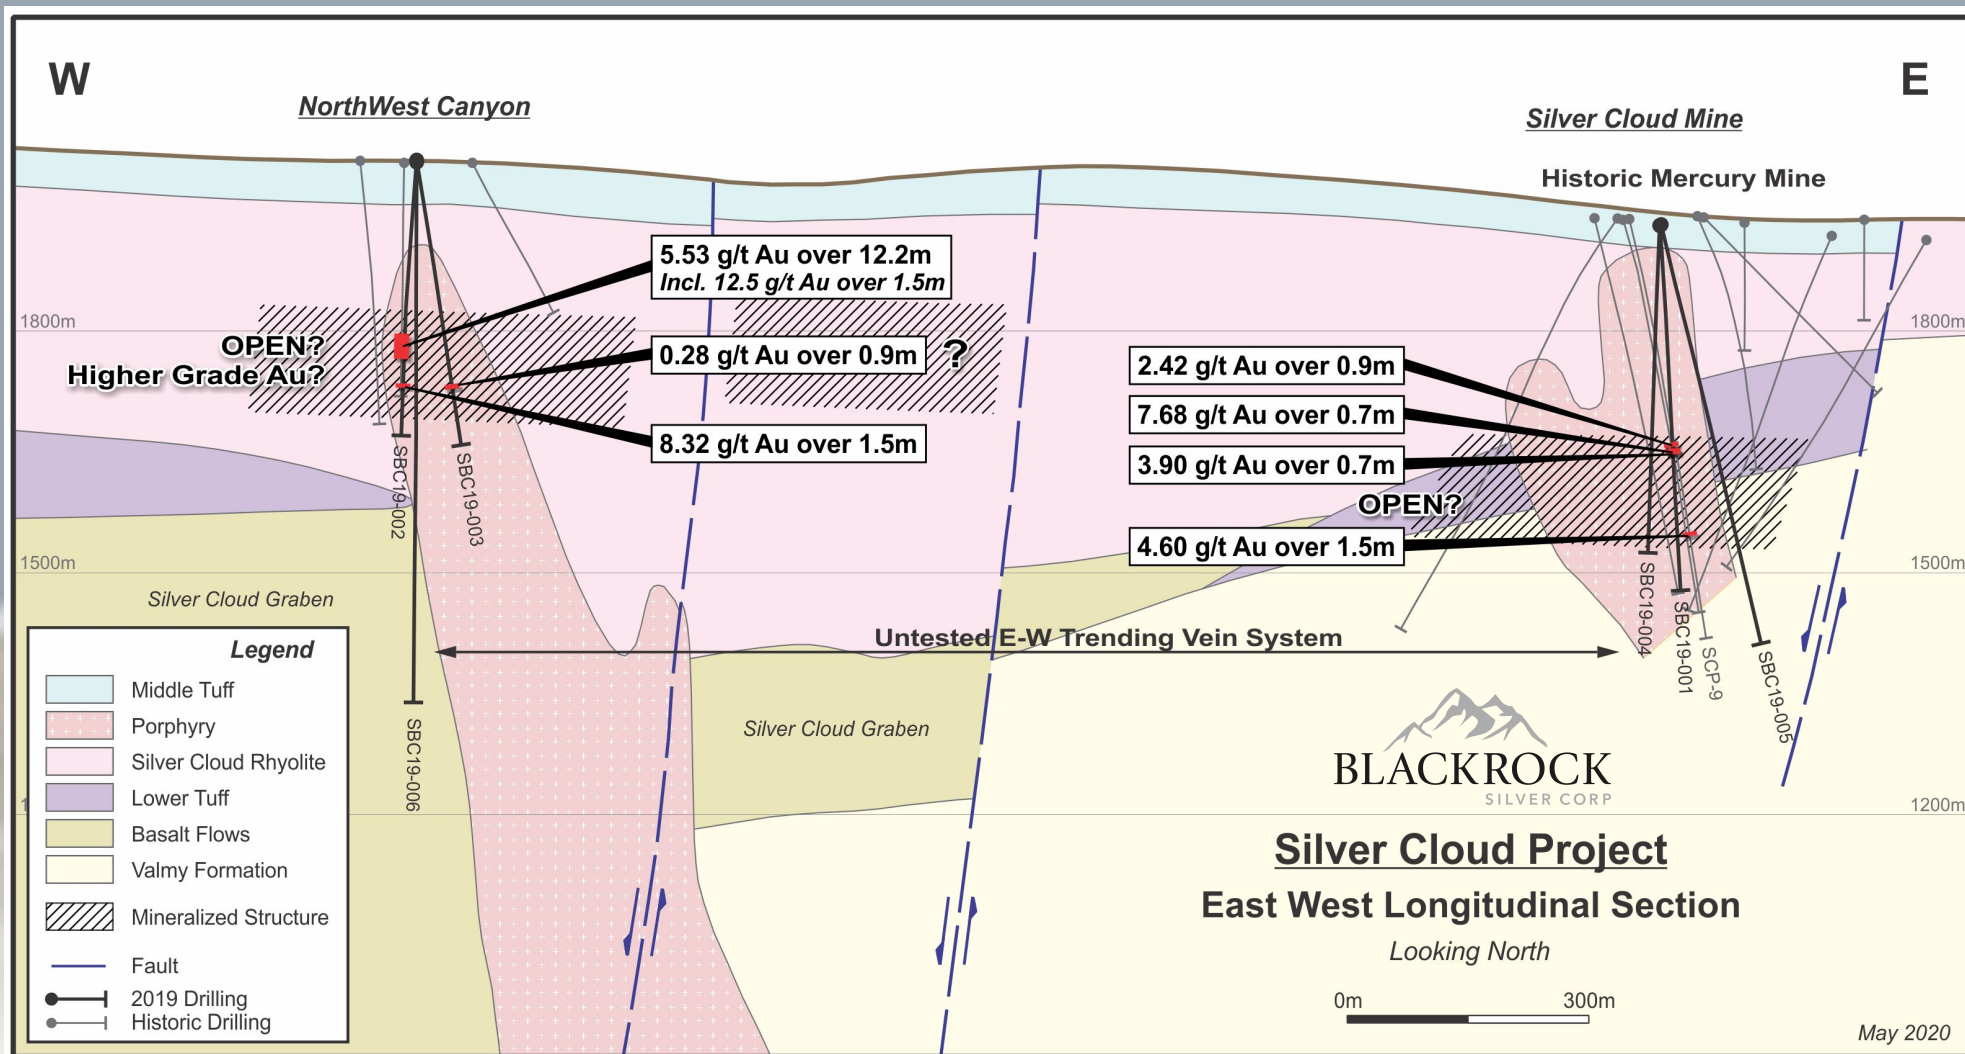 W
E
NorthWest Canyon
Silver Cloud Mine
Historic Mercury Mine
5.53 g/t Au over 12.2m
Incl. 12.5 g/t Au over 1.5m
1800m
1800m
OPEN?
Higher Grade Au?
0.28 g/t Au over 0.9m
?
8.32 g/t Au over 1.5m
2.42 g/t Au over 0.9m
7.68 g/t Au over 0.7m
3.90 g/t Au over 0.7m
OPEN?
4.60 g/t Au over 1.5m
SBC19-002
SBC19-003
1500m
1500m
Silver Cloud Graben
Untested E-W Trending Vein System
SBC19-004
SBC19-001
SCP-9
SBC19-005
SBC19-006
Silver Cloud Graben
Legend
Middle Tuff
Porphyry
Silver Cloud Rhyolite
Lower Tuff
Basalt Flows
Valmy Formation
Mineralized Structure
Fault
2019 Drilling
Historic Drilling
BLACKROCK
SILVER CORP
1200m
Silver Cloud Project
East West Longitudinal Section
Looking North
0m 300m
May 2020